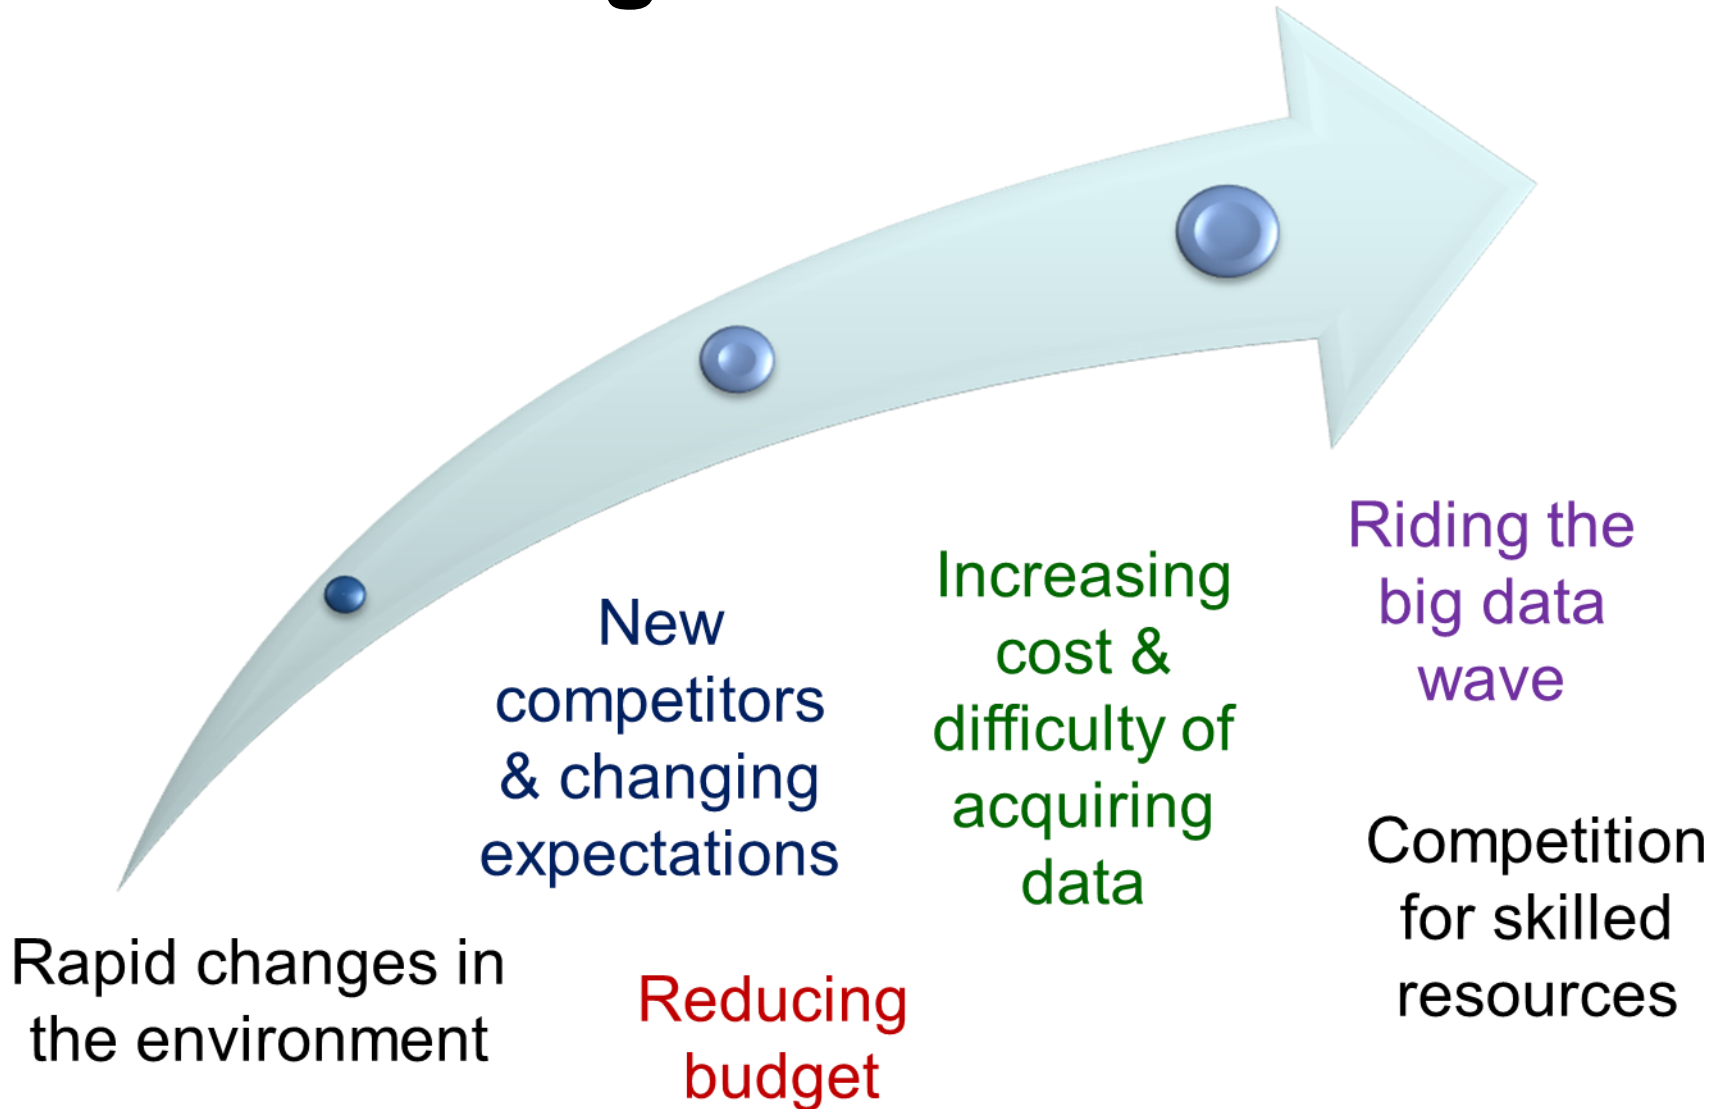 Riding the
big data
wave
Increasing
cost &
difficulty of
acquiring
data
New
competitors
& changing
expectations
Competition
for skilled
resources
Rapid changes in
the environment
Reducing
budget